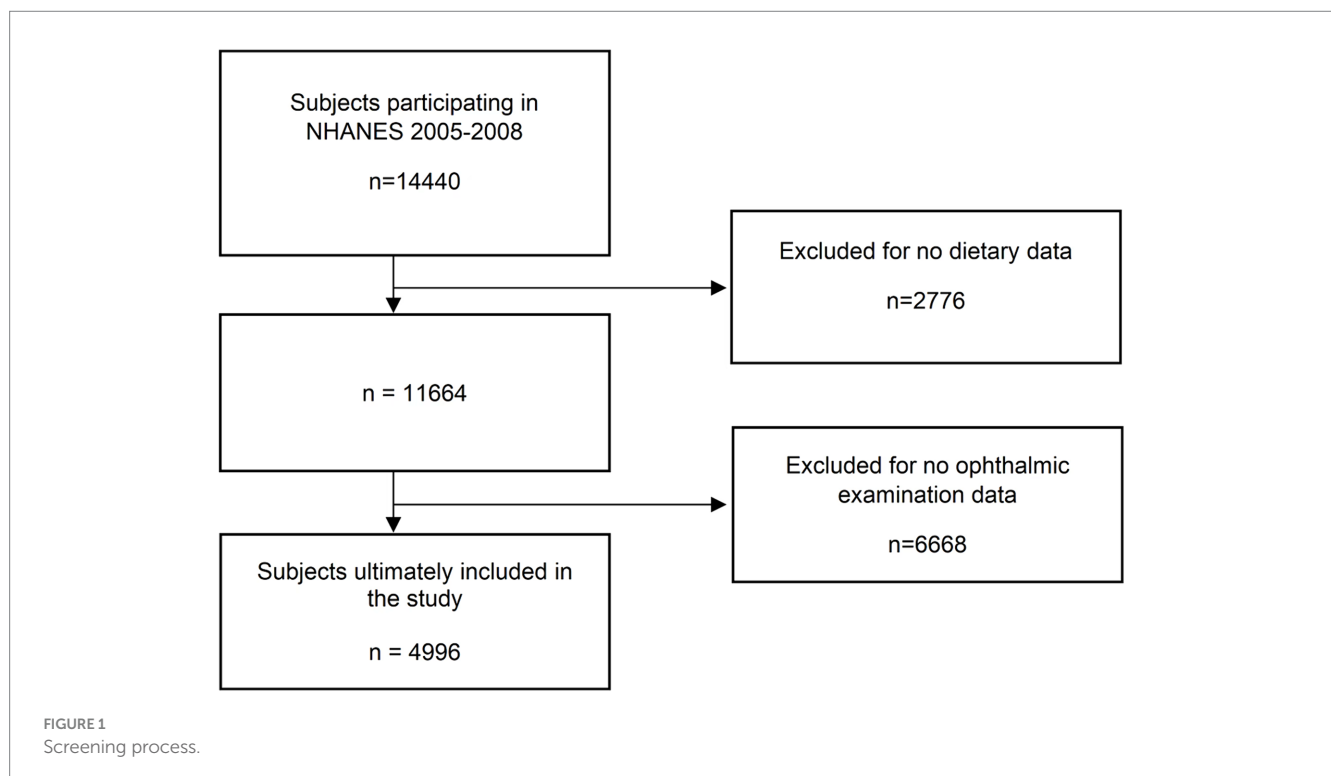 Subjects participating in
NHANES 2005-2008
n=14440
Excluded for no dietary data
n=2776
n = 11664
Excluded for no ophthalmic
examination data
n=6668
Subjects ultimately included in
the study
n = 4996
FIGURE 1
Screening process.